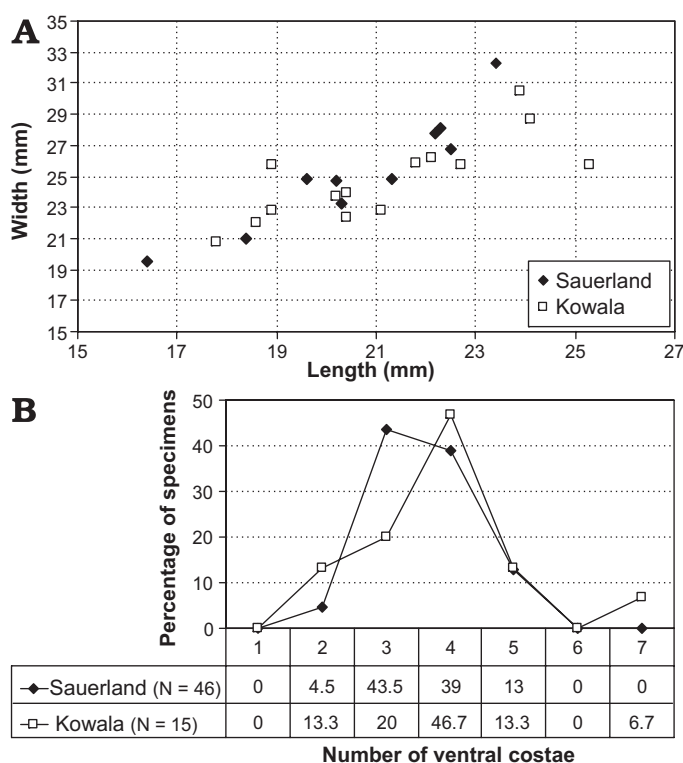 A
Width (mm)
35
33
31
29
27
25
23
21
19
17
15
15 17 19 21 23 25 27
Length (mm)
Sauerland
Kowala
B
Percentage of specimens
50
40
30
20
10
0
1 2 3 4 5 6 7
Sauerland (N = 46) 0 4.5 43.5 39 13 0 0
Kowala (N = 15) 0 13.3 20 46.7 13.3 0 6.7
Number of ventral costae